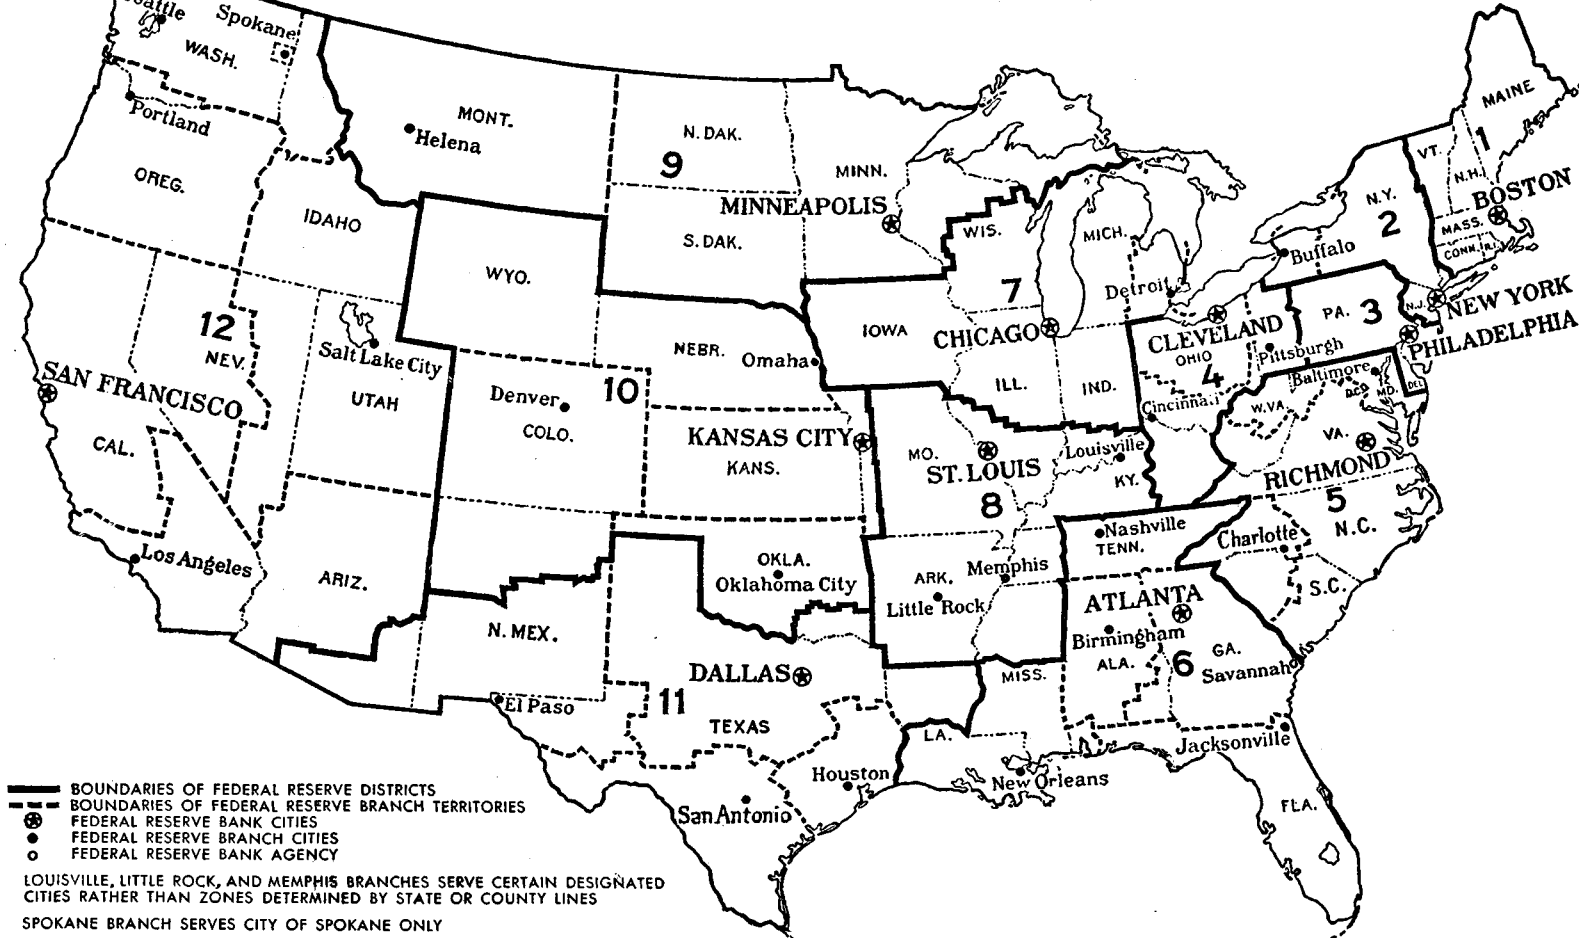 Seattle
Spokane
WASH.
Portland
OREG.
IDAHO
MONT.
Helena
N. DAK.
9
S. DAK.
MINN.
MINNEAPOLIS
WYO.
WIS.
MICH.
7
Detroit
CHICAGO
IOWA
ILL.
IND.
MAINE
1
VT.
N.H.
BOSTON
MASS.
CONN.
R.I.
N.Y.
2
Buffalo
NEW YORK
N.J.
PA.
3
PHILADELPHIA
CLEVELAND
OHIO
4
Pittsburgh
Cincinnati
Baltimore
D.C.
MD.
DEL.
W.VA.
VA.
RICHMOND
5
N.C.
Charlotte
S.C.
12
NEV.
SAN FRANCISCO
CAL.
Salt Lake City
UTAH
Los Angeles
ARIZ.
NEBR.
Omaha
10
Denver
COLO.
KANSAS CITY
KANS.
OKLA.
Oklahoma City
N. MEX.
MO.
ST. LOUIS
8
Louisville
KY.
ARK.
Little Rock
Memphis
Nashville
TENN.
ATLANTA
Birmingham
ALA.
6
GA.
Savannah
MISS.
Jacksonville
FLA.
LA.
New Orleans
DALLAS
11
TEXAS
El Paso
Houston
San Antonio
BOUNDARIES OF FEDERAL RESERVE DISTRICTS
BOUNDARIES OF FEDERAL RESERVE BRANCH TERRITORIES
FEDERAL RESERVE BANK CITIES
FEDERAL RESERVE BRANCH CITIES
FEDERAL RESERVE BANK AGENCY
LOUISVILLE, LITTLE ROCK, AND MEMPHIS BRANCHES SERVE CERTAIN DESIGNATED
CITIES RATHER THAN ZONES DETERMINED BY STATE OR COUNTY LINES
SPOKANE BRANCH SERVES CITY OF SPOKANE ONLY